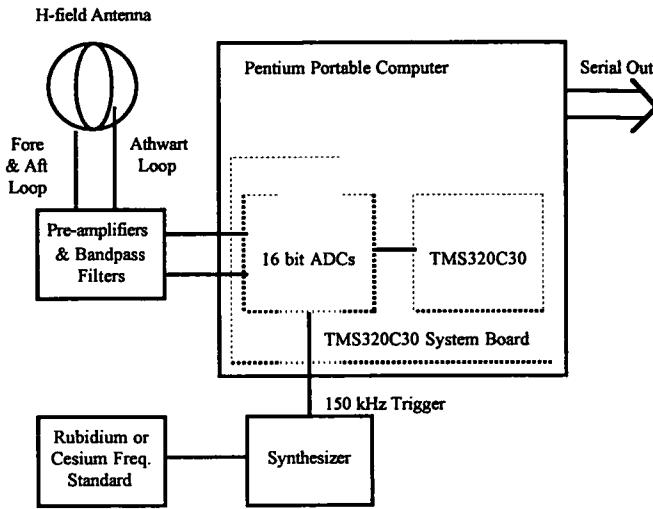 H-field Antenna
Pentium Portable Computer
Serial Out
Fore
& Aft
Loop
Athwart
Loop
Pre-amplifiers
& Bandpass
Filters
16 bit ADCs
TMS320C30
TMS320C30 System Board
150 kHz Trigger
Rubidium or
Cesium Freq.
Standard
Synthesizer